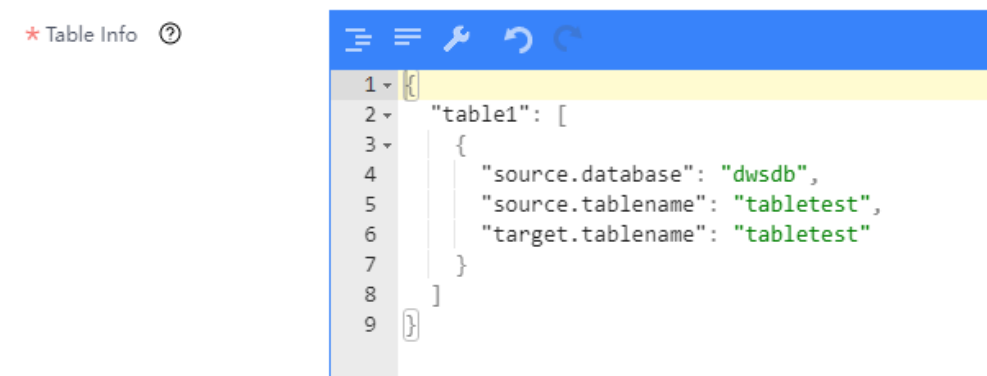 * Table Info ?
1 {
2 "table1": [
3 {
4 "source.database": "dwsdb",
5 "source.tablename": "tabletest",
6 "target.tablename": "tabletest"
7 }
8 ]
9 }